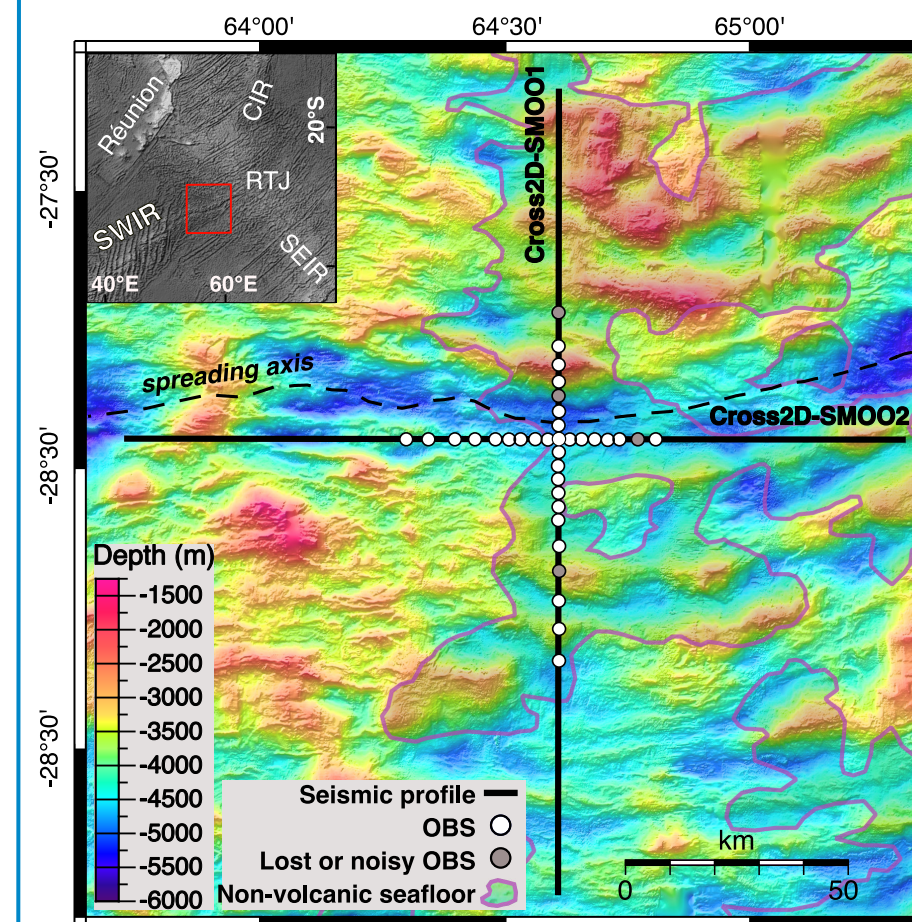 64°00'
64°30'
65°00'
-27°30'
-28°30'
-28°30'
Réunion
CIR
20°S
RTJ
SWIR
SEIR
40°E
60°E
Cross2D-SMOO1
spreading axis
Cross2D-SMOO2
Depth (m)
-1500
-2000
-2500
-3000
-3500
-4000
-4500
-5000
-5500
-6000
Seismic profile
OBS
Lost or noisy OBS
Non-volcanic seafloor
km
0
50